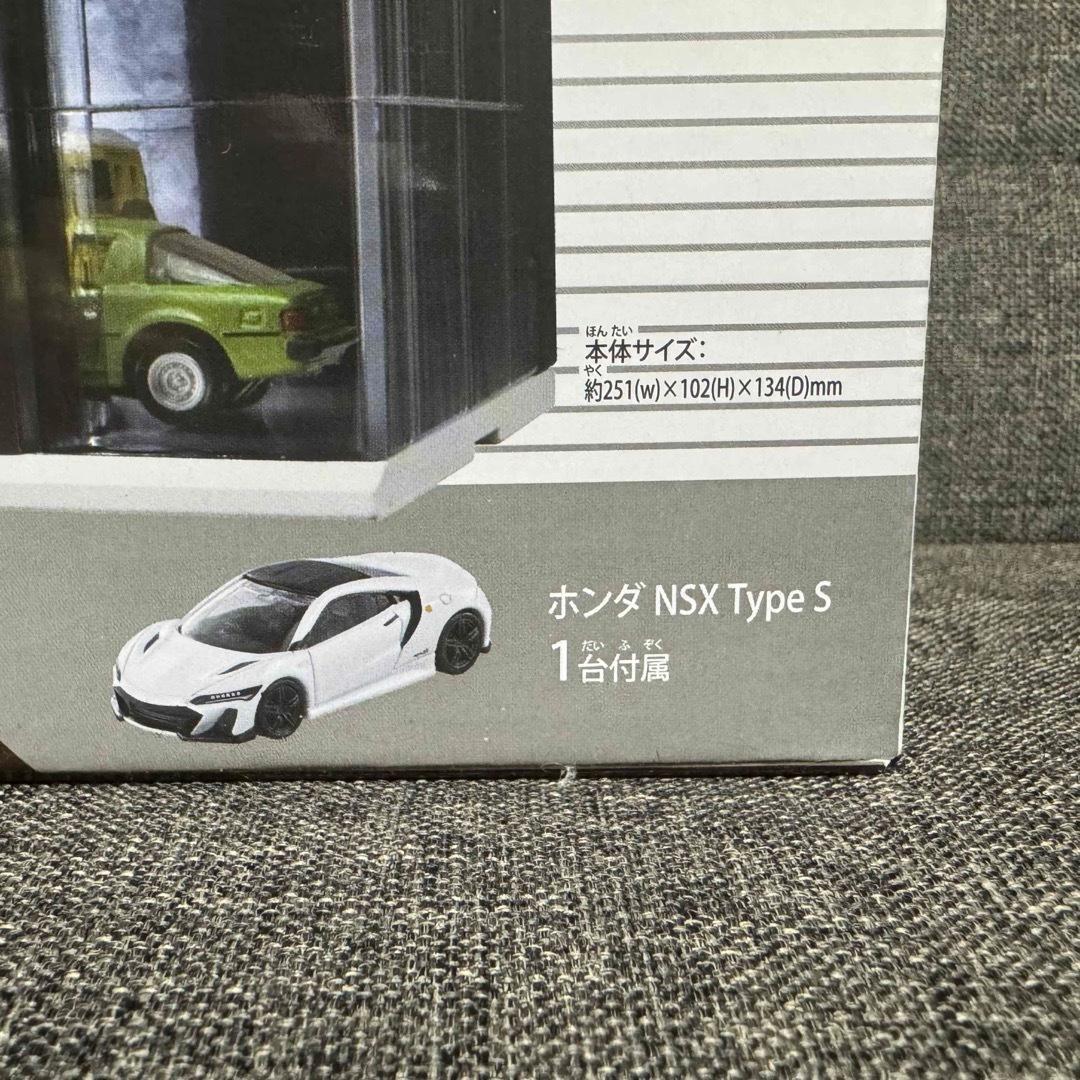 ほんたい
本体サイズ：
やく
約251(w)×102(H)×134(D)mm
ホンダ NSX Type S
だいふぞく
1台付属